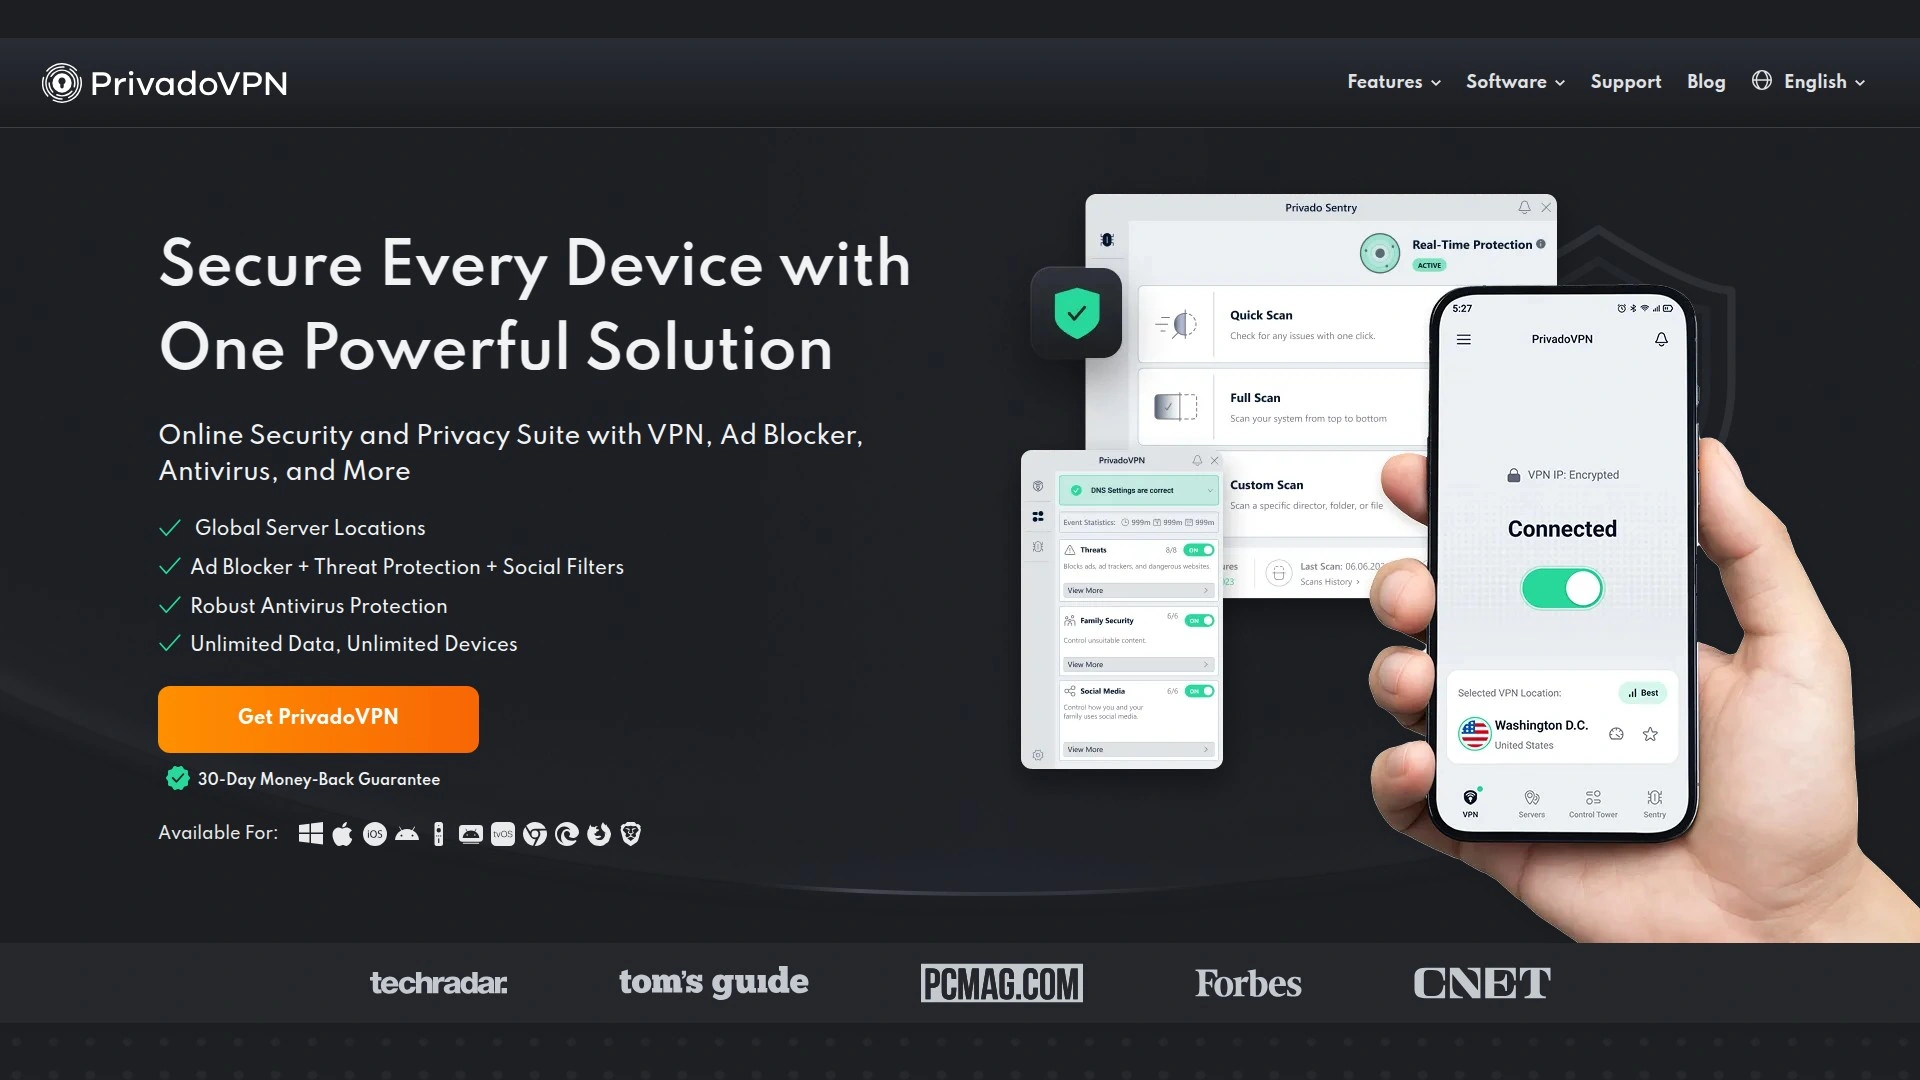 PrivadoVPN
Features
Software
Support
Blog
English
Secure Every Device with
One Powerful Solution
Online Security and Privacy Suite with VPN, Ad Blocker,
Antivirus, and More
Global Server Locations
Ad Blocker + Threat Protection + Social Filters
Robust Antivirus Protection
Unlimited Data, Unlimited Devices
Get PrivadoVPN
30-Day Money-Back Guarantee
Available For:
iOS
tvOS
Privado Sentry
Real-Time Protection
ACTIVE
Quick Scan
Check for any issues with one click.
Full Scan
Scan your system from top to bottom
Custom Scan
Scan a specific director, folder, or file
Last Scan: 06.06.202
Scans History
PrivadoVPN
DNS Settings are correct
Event Statistics: 999m 999m 999m
Threats 8/8 ON
Blocks ads, ad trackers, and dangerous websites.
View More
Family Security 6/6 ON
Control unsuitable content.
View More
Social Media 6/6 ON
Control how you and your
family uses social media.
View More
5:27
PrivadoVPN
VPN IP: Encrypted
Connected
Selected VPN Location:
Best
Washington D.C.
United States
VPN
Servers
Control Tower
Sentry
techradar.
tom's guide
PCMAG.COM
Forbes
CNET